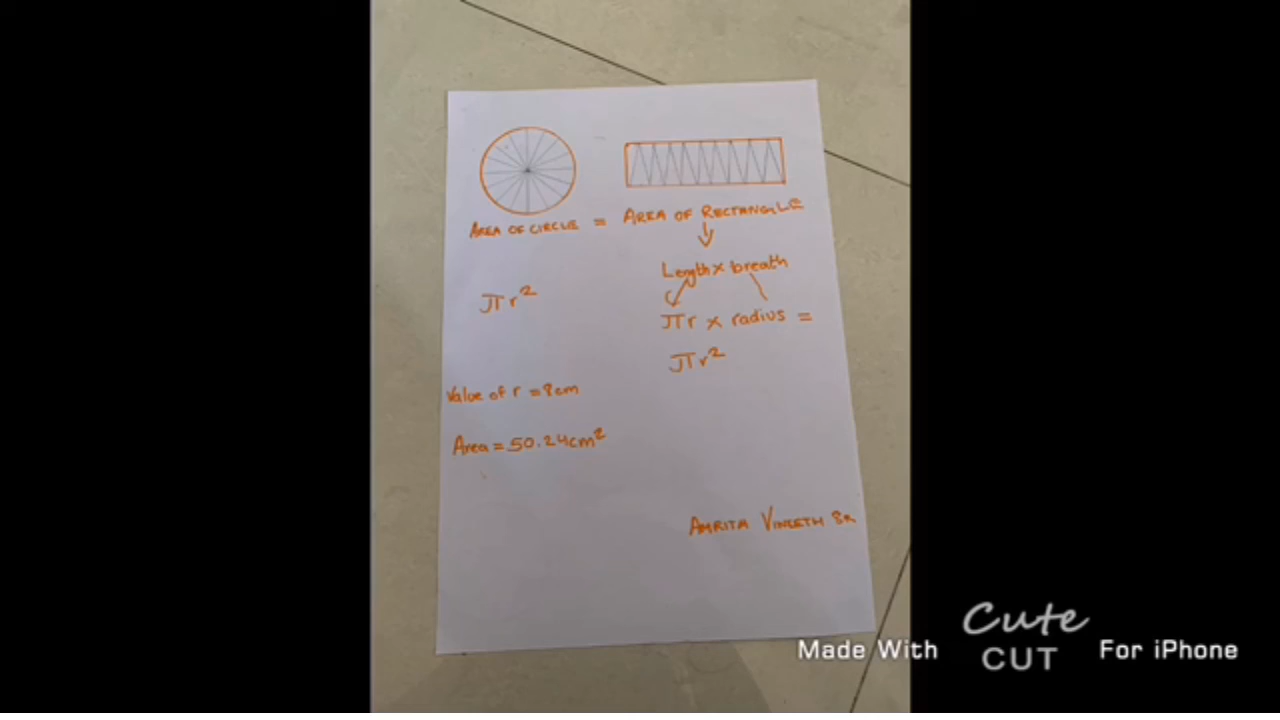 AREA OF CIRCLE = AREA OF RECTANGLE
Length x breath
πr²
πr x radius =
πr²
Value of r = 8cm
Area = 50.24cm²
AMRITA VINEETH 8R
Made With Cute CUT For iPhone